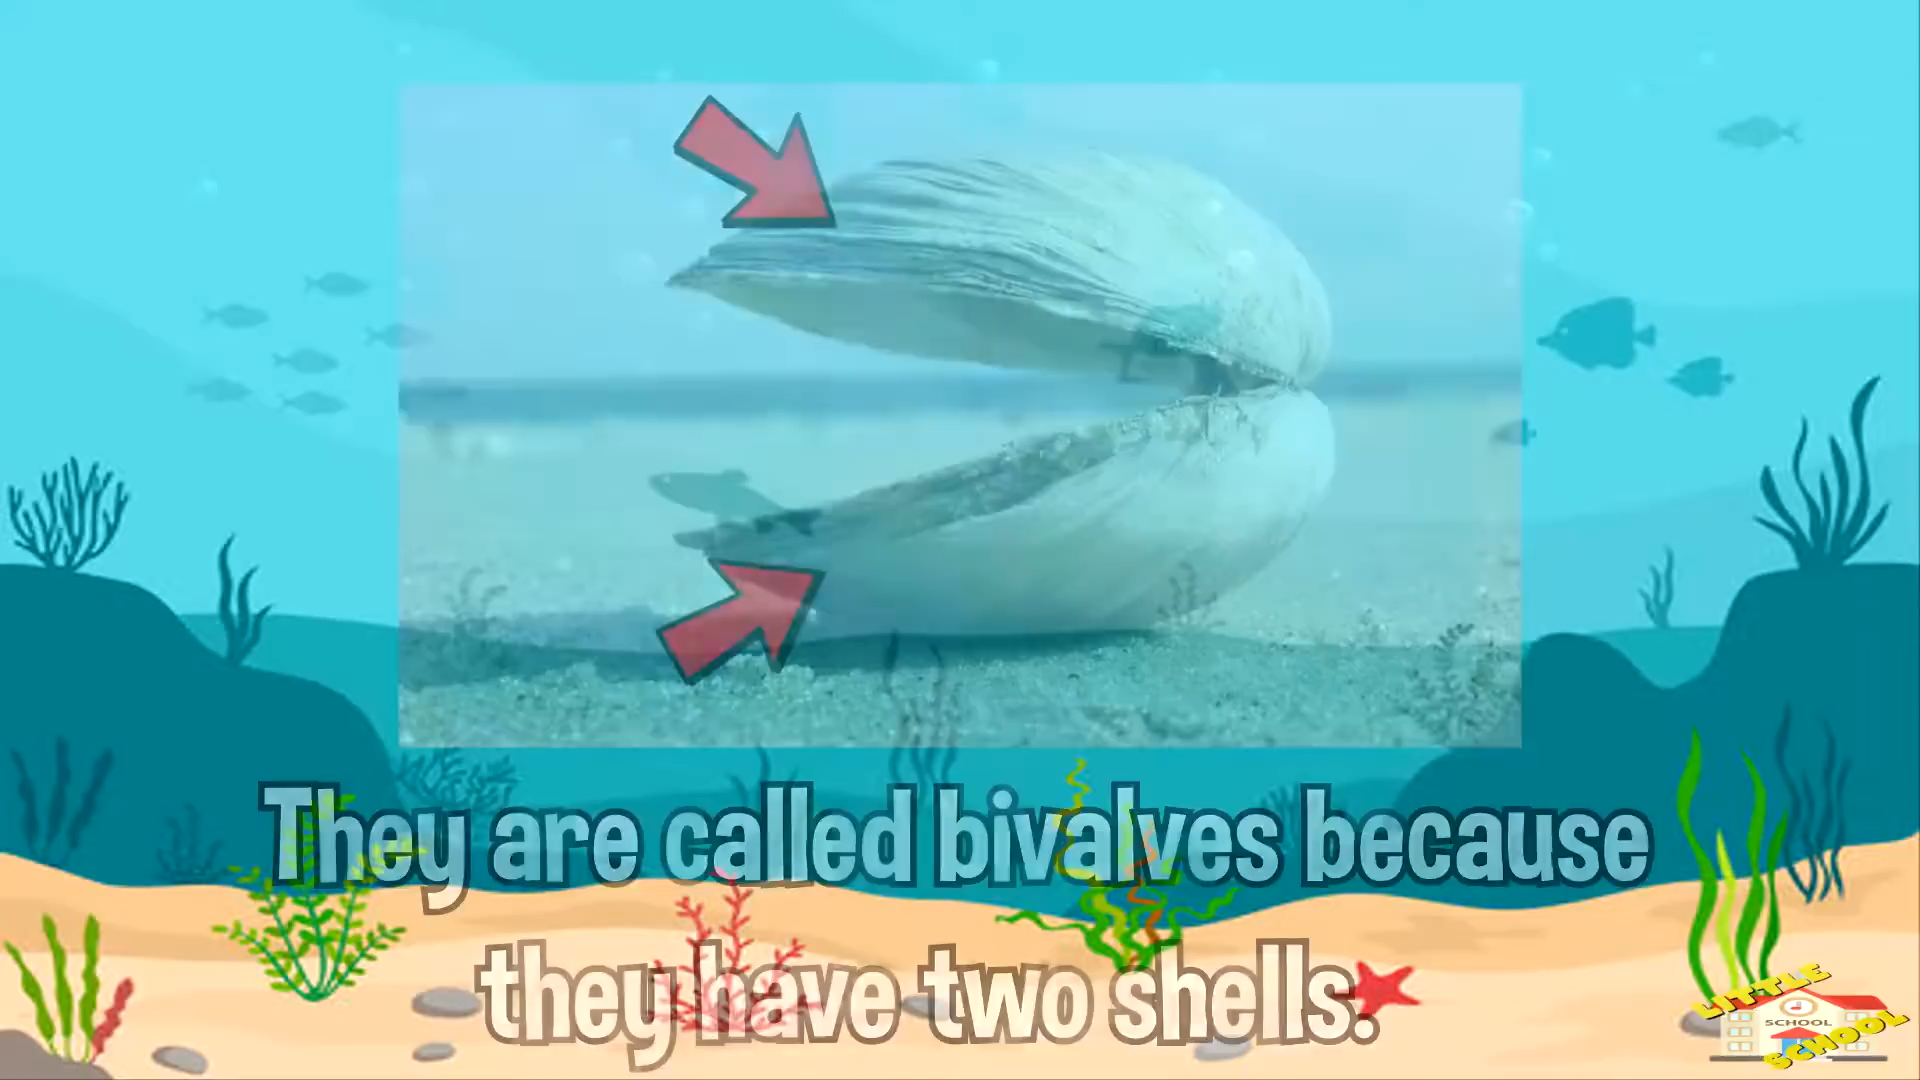 They are called bivalves because
they have two shells.
LITTLE
SCHOOL
SCHOOL